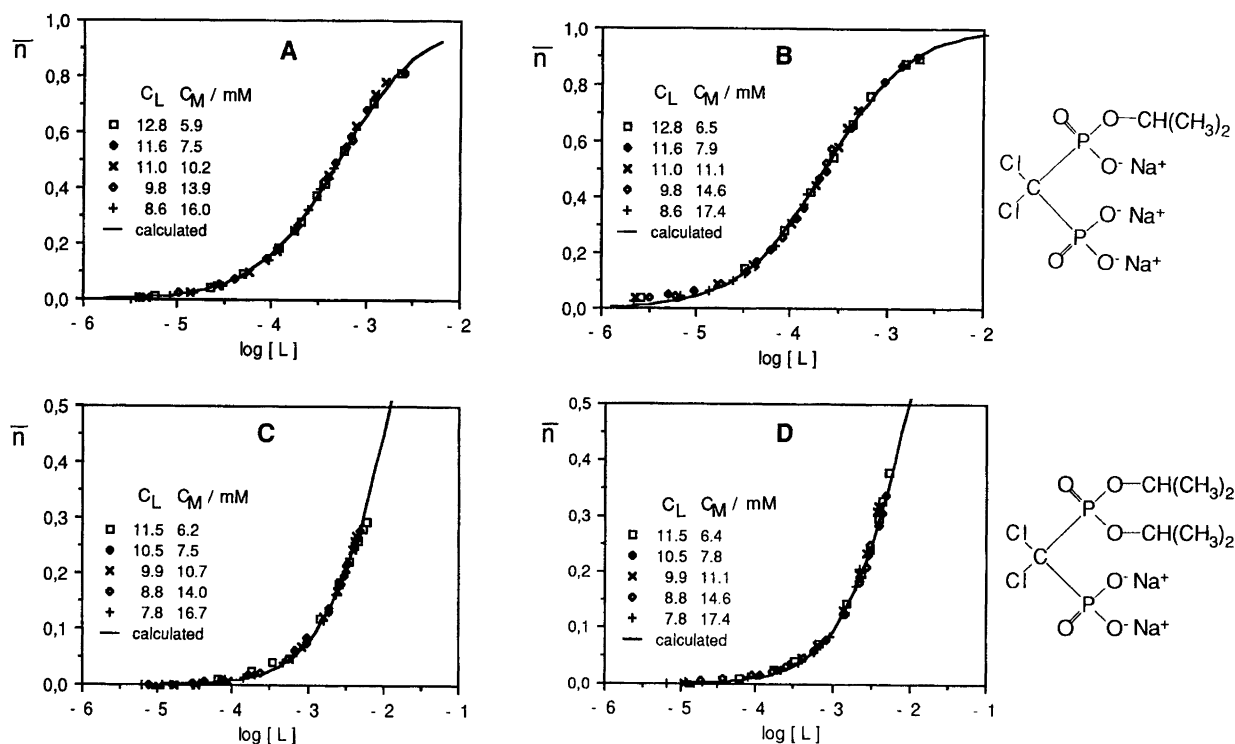 1,0
n̅
0,8
0,6
0,4
0,2
0,0
A
C_L C_M / mM
12.8 5.9
11.6 7.5
11.0 10.2
9.8 13.9
8.6 16.0
calculated
- 6 - 5 - 4 - 3 - 2
log [ L ]
1,0
n̅
0,8
0,6
0,4
0,2
0,0
B
C_L C_M / mM
12.8 6.5
11.6 7.9
11.0 11.1
9.8 14.6
8.6 17.4
calculated
- 6 - 5 - 4 - 3 - 2
log [ L ]
O O—CH(CH₃)₂
P
Cl O⁻ Na⁺
C
Cl O⁻ Na⁺
P
O O⁻ Na⁺
0,5
n̅
0,4
0,3
0,2
0,1
0,0
C
C_L C_M / mM
11.5 6.2
10.5 7.5
9.9 10.7
8.8 14.0
7.8 16.7
calculated
- 6 - 5 - 4 - 3 - 2 - 1
log [ L ]
0,5
n̅
0,4
0,3
0,2
0,1
0,0
D
C_L C_M / mM
11.5 6.4
10.5 7.8
9.9 11.1
8.8 14.6
7.8 17.4
calculated
- 6 - 5 - 4 - 3 - 2 - 1
log [ L ]
O O—CH(CH₃)₂
P
Cl O—CH(CH₃)₂
C
Cl O⁻ Na⁺
P
O O⁻ Na⁺